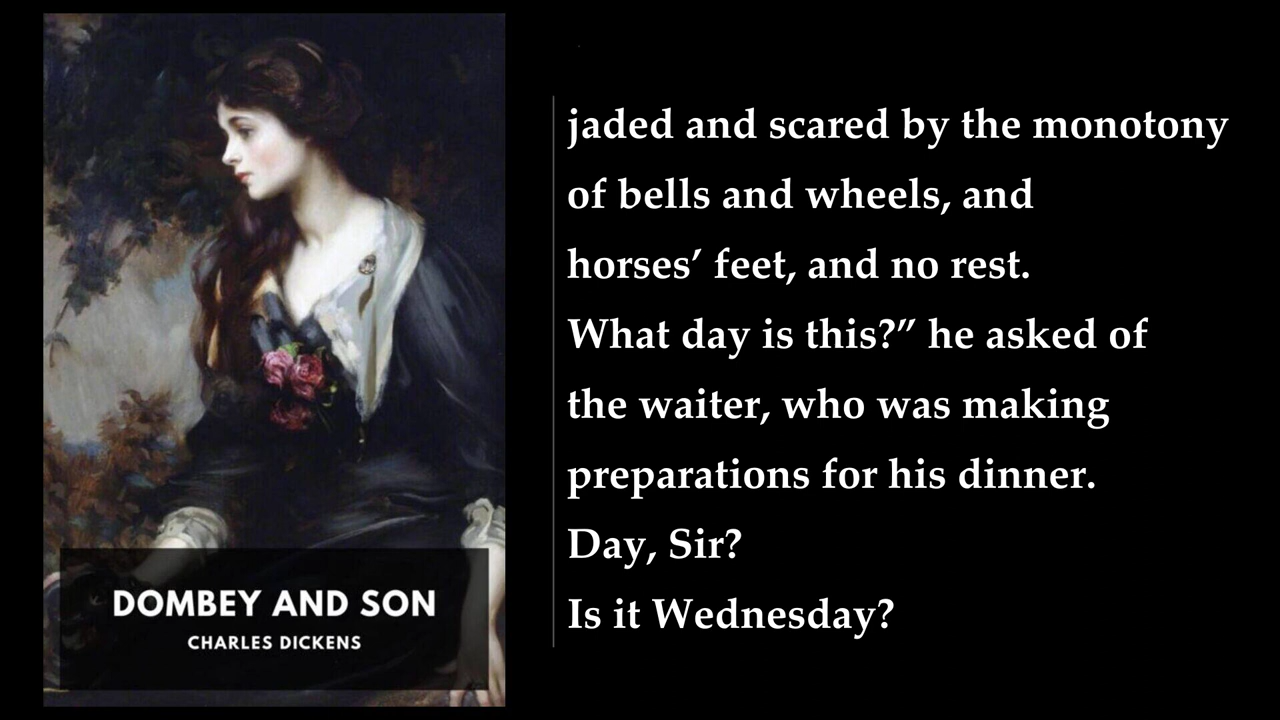 DOMBEY AND SON
CHARLES DICKENS
jaded and scared by the monotony
of bells and wheels, and
horses’ feet, and no rest.
What day is this?” he asked of
the waiter, who was making
preparations for his dinner.
Day, Sir?
Is it Wednesday?